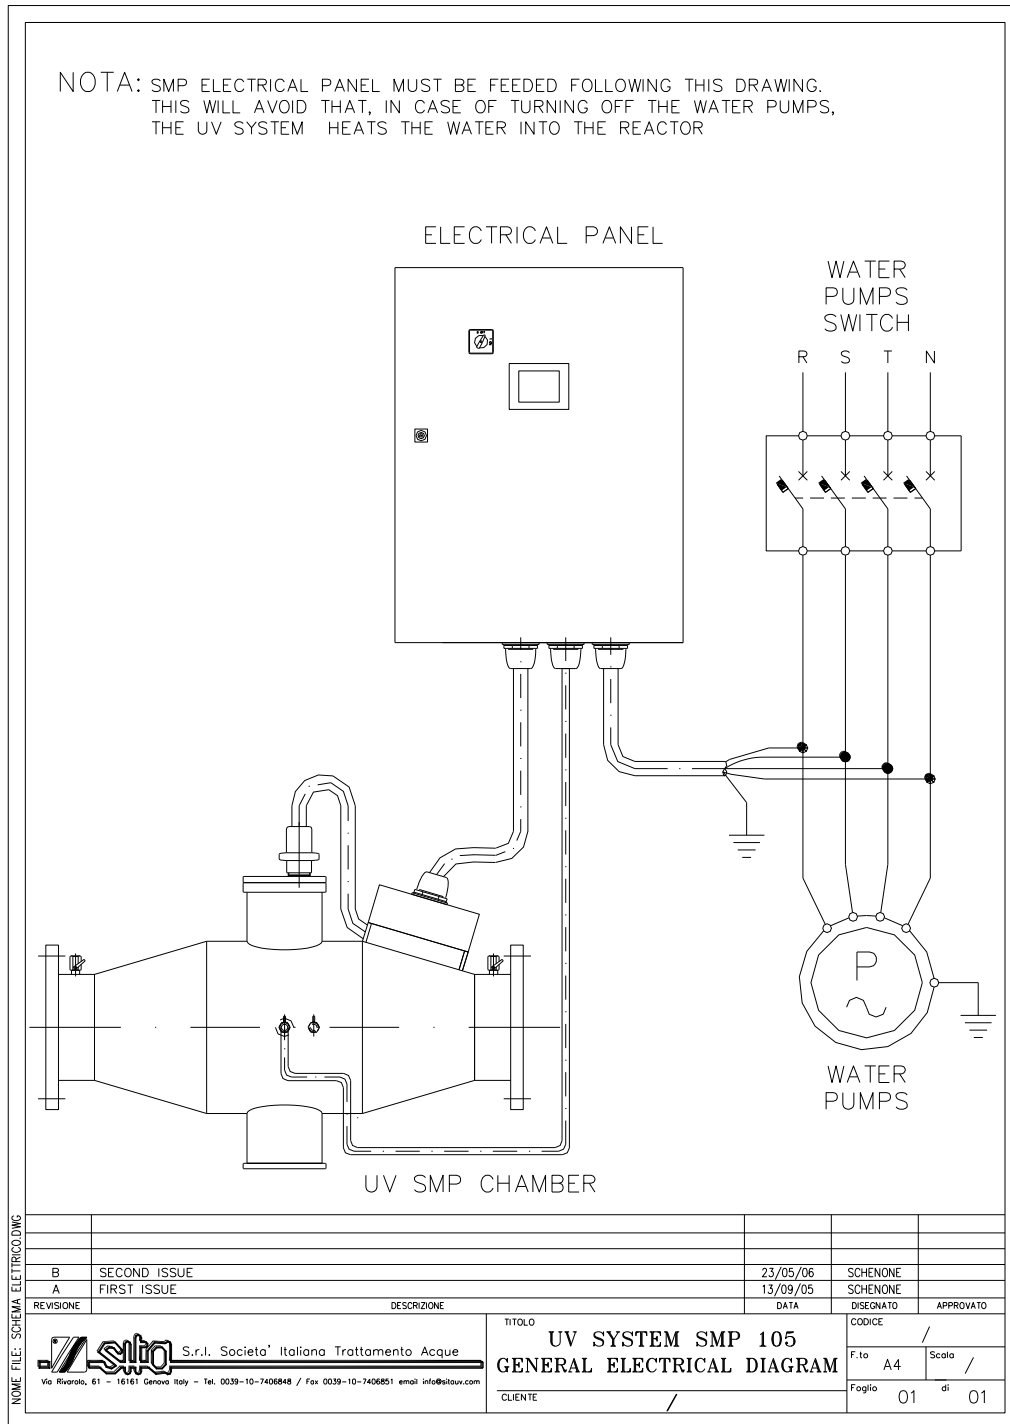 NOTA: SMP ELECTRICAL PANEL MUST BE FEEDED FOLLOWING THIS DRAWING.
THIS WILL AVOID THAT, IN CASE OF TURNING OFF THE WATER PUMPS,
THE UV SYSTEM HEATS THE WATER INTO THE REACTOR
ELECTRICAL PANEL
WATER
PUMPS
SWITCH
R S T N
P
WATER
PUMPS
UV SMP CHAMBER
NOME FILE: SCHEMA ELETTRICO.DWG
B SECOND ISSUE 23/05/06 SCHENONE
A FIRST ISSUE 13/09/05 SCHENONE
REVISIONE DESCRIZIONE DATA DISEGNATO APPROVATO
sita S.r.l. Societa' Italiana Trattamento Acque
Via Rivarolo, 61 - 16161 Genova Italy - Tel. 0039-10-7406848 / Fax 0039-10-7406851 email info@sitauv.com
TITOLO
UV SYSTEM SMP 105
GENERAL ELECTRICAL DIAGRAM
CLIENTE /
CODICE
/
F.to A4 Scala /
Foglio 01 di 01